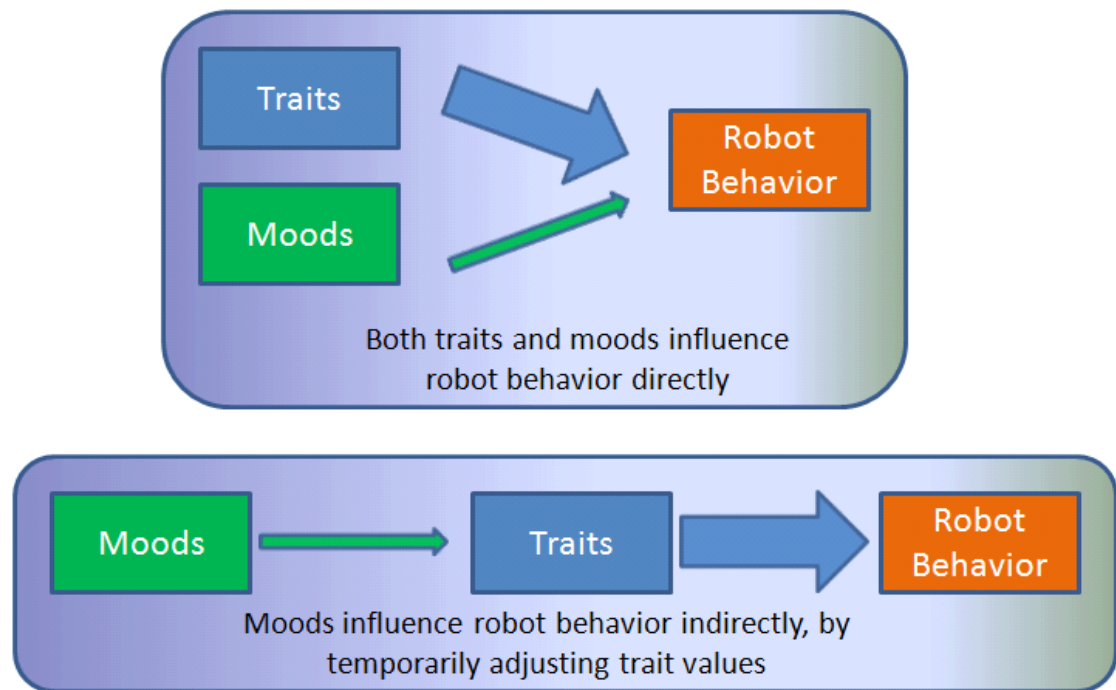 Traits
Moods
Robot
Behavior
Both traits and moods influence
robot behavior directly
Moods
Traits
Robot
Behavior
Moods influence robot behavior indirectly, by
temporarily adjusting trait values